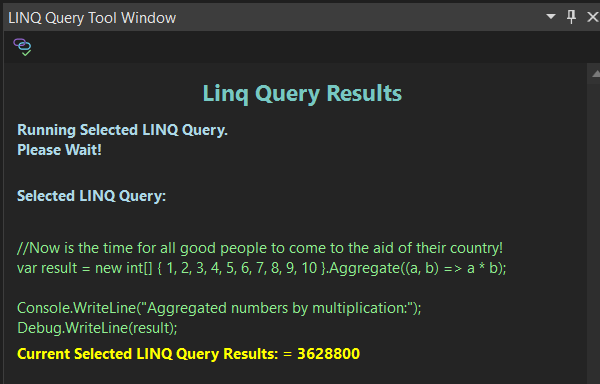 LINQ Query Tool Window
Linq Query Results
Running Selected LINQ Query.
Please Wait!
Selected LINQ Query:
//Now is the time for all good people to come to the aid of their country!
var result = new int[] { 1, 2, 3, 4, 5, 6, 7, 8, 9, 10 }.Aggregate((a, b) => a * b);
Console.WriteLine("Aggregated numbers by multiplication:");
Debug.WriteLine(result);
Current Selected LINQ Query Results: = 3628800